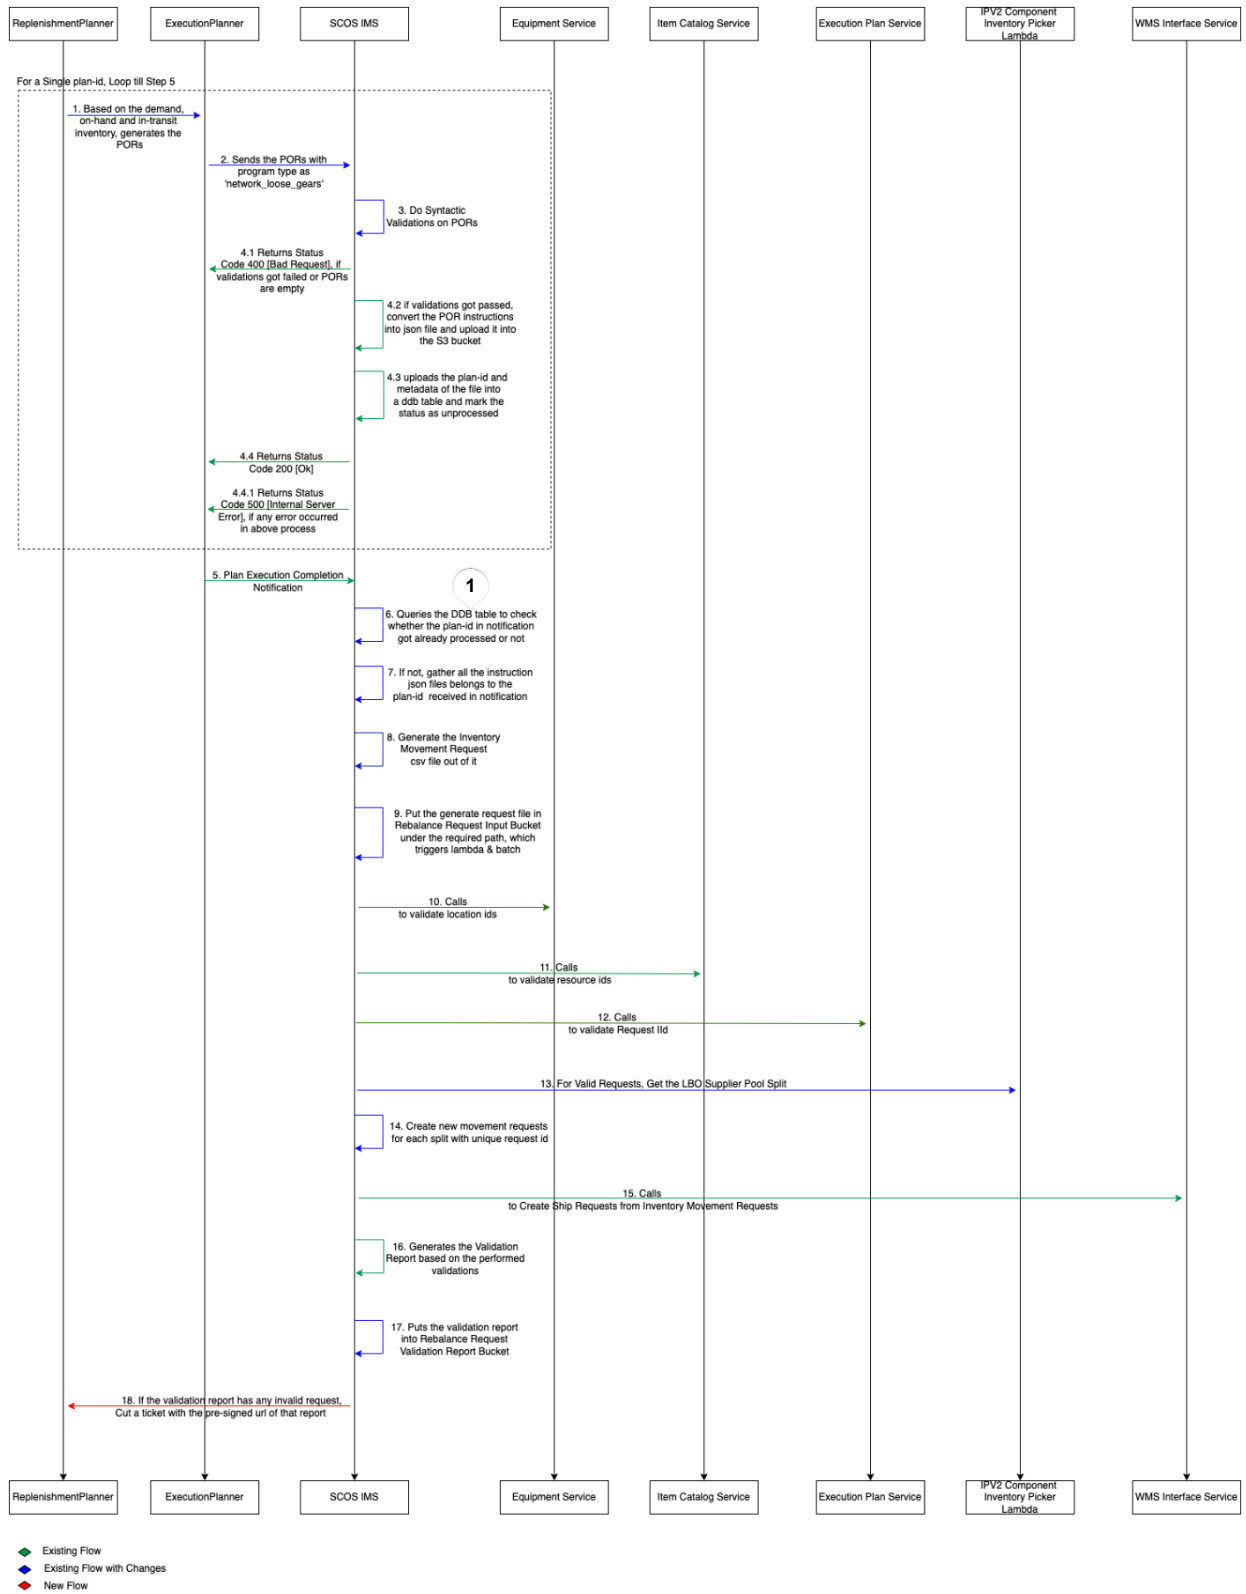 ReplenishmentPlanner
ExecutionPlanner
SCOS IMS
Equipment Service
Item Catalog Service
Execution Plan Service
IPV2 Component
Inventory Picker
Lambda
WMS Interface Service
For a Single plan-id, Loop till Step 5
1. Based on the demand,
on-hand and in-transit
inventory, generates the
PORs
2. Sends the PORs with
program type as
'network_loose_gears'
3. Do Syntactic
Validations on PORs
4.1 Returns Status
Code 400 [Bad Request], if
validations got failed or PORs
are empty
4.2 if validations got passed,
convert the POR instructions
into json file and upload it into
the S3 bucket
4.3 uploads the plan-id and
metadata of the file into
a ddb table and mark the
status as unprocessed
4.4 Returns Status
Code 200 [Ok]
4.4.1 Returns Status
Code 500 [Internal Server
Error], if any error occurred
in above process
5. Plan Execution Completion
Notification
1
6. Queries the DDB table to check
whether the plan-id in notification
got already processed or not
7. If not, gather all the instruction
json files belongs to the
plan-id received in notification
8. Generate the Inventory
Movement Request
csv file out of it
9. Put the generate request file in
Rebalance Request Input Bucket
under the required path, which
triggers lambda & batch
10. Calls
to validate location ids
11. Calls
to validate resource ids
12. Calls
to validate Request IId
13. For Valid Requests, Get the LBO Supplier Pool Split
14. Create new movement requests
for each split with unique request id
15. Calls
to Create Ship Requests from Inventory Movement Requests
16. Generates the Validation
Report based on the performed
validations
17. Puts the validation report
into Rebalance Request
Validation Report Bucket
18. If the validation report has any invalid request,
Cut a ticket with the pre-signed url of that report
ReplenishmentPlanner
ExecutionPlanner
SCOS IMS
Equipment Service
Item Catalog Service
Execution Plan Service
IPV2 Component
Inventory Picker
Lambda
WMS Interface Service
Existing Flow
Existing Flow with Changes
New Flow